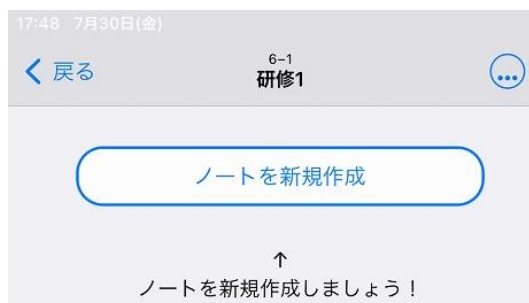 17:48 7月30日(金)
6-1
戻る
研修1
ノートを新規作成
↑
ノートを新規作成しましょう！